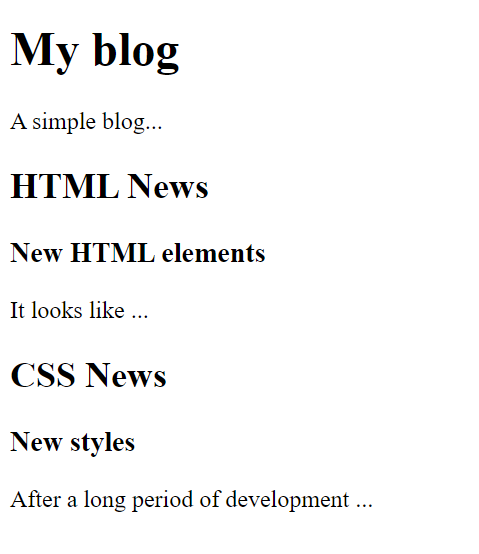 My blog
A simple blog...
HTML News
New HTML elements
It looks like ...
CSS News
New styles
After a long period of development ...